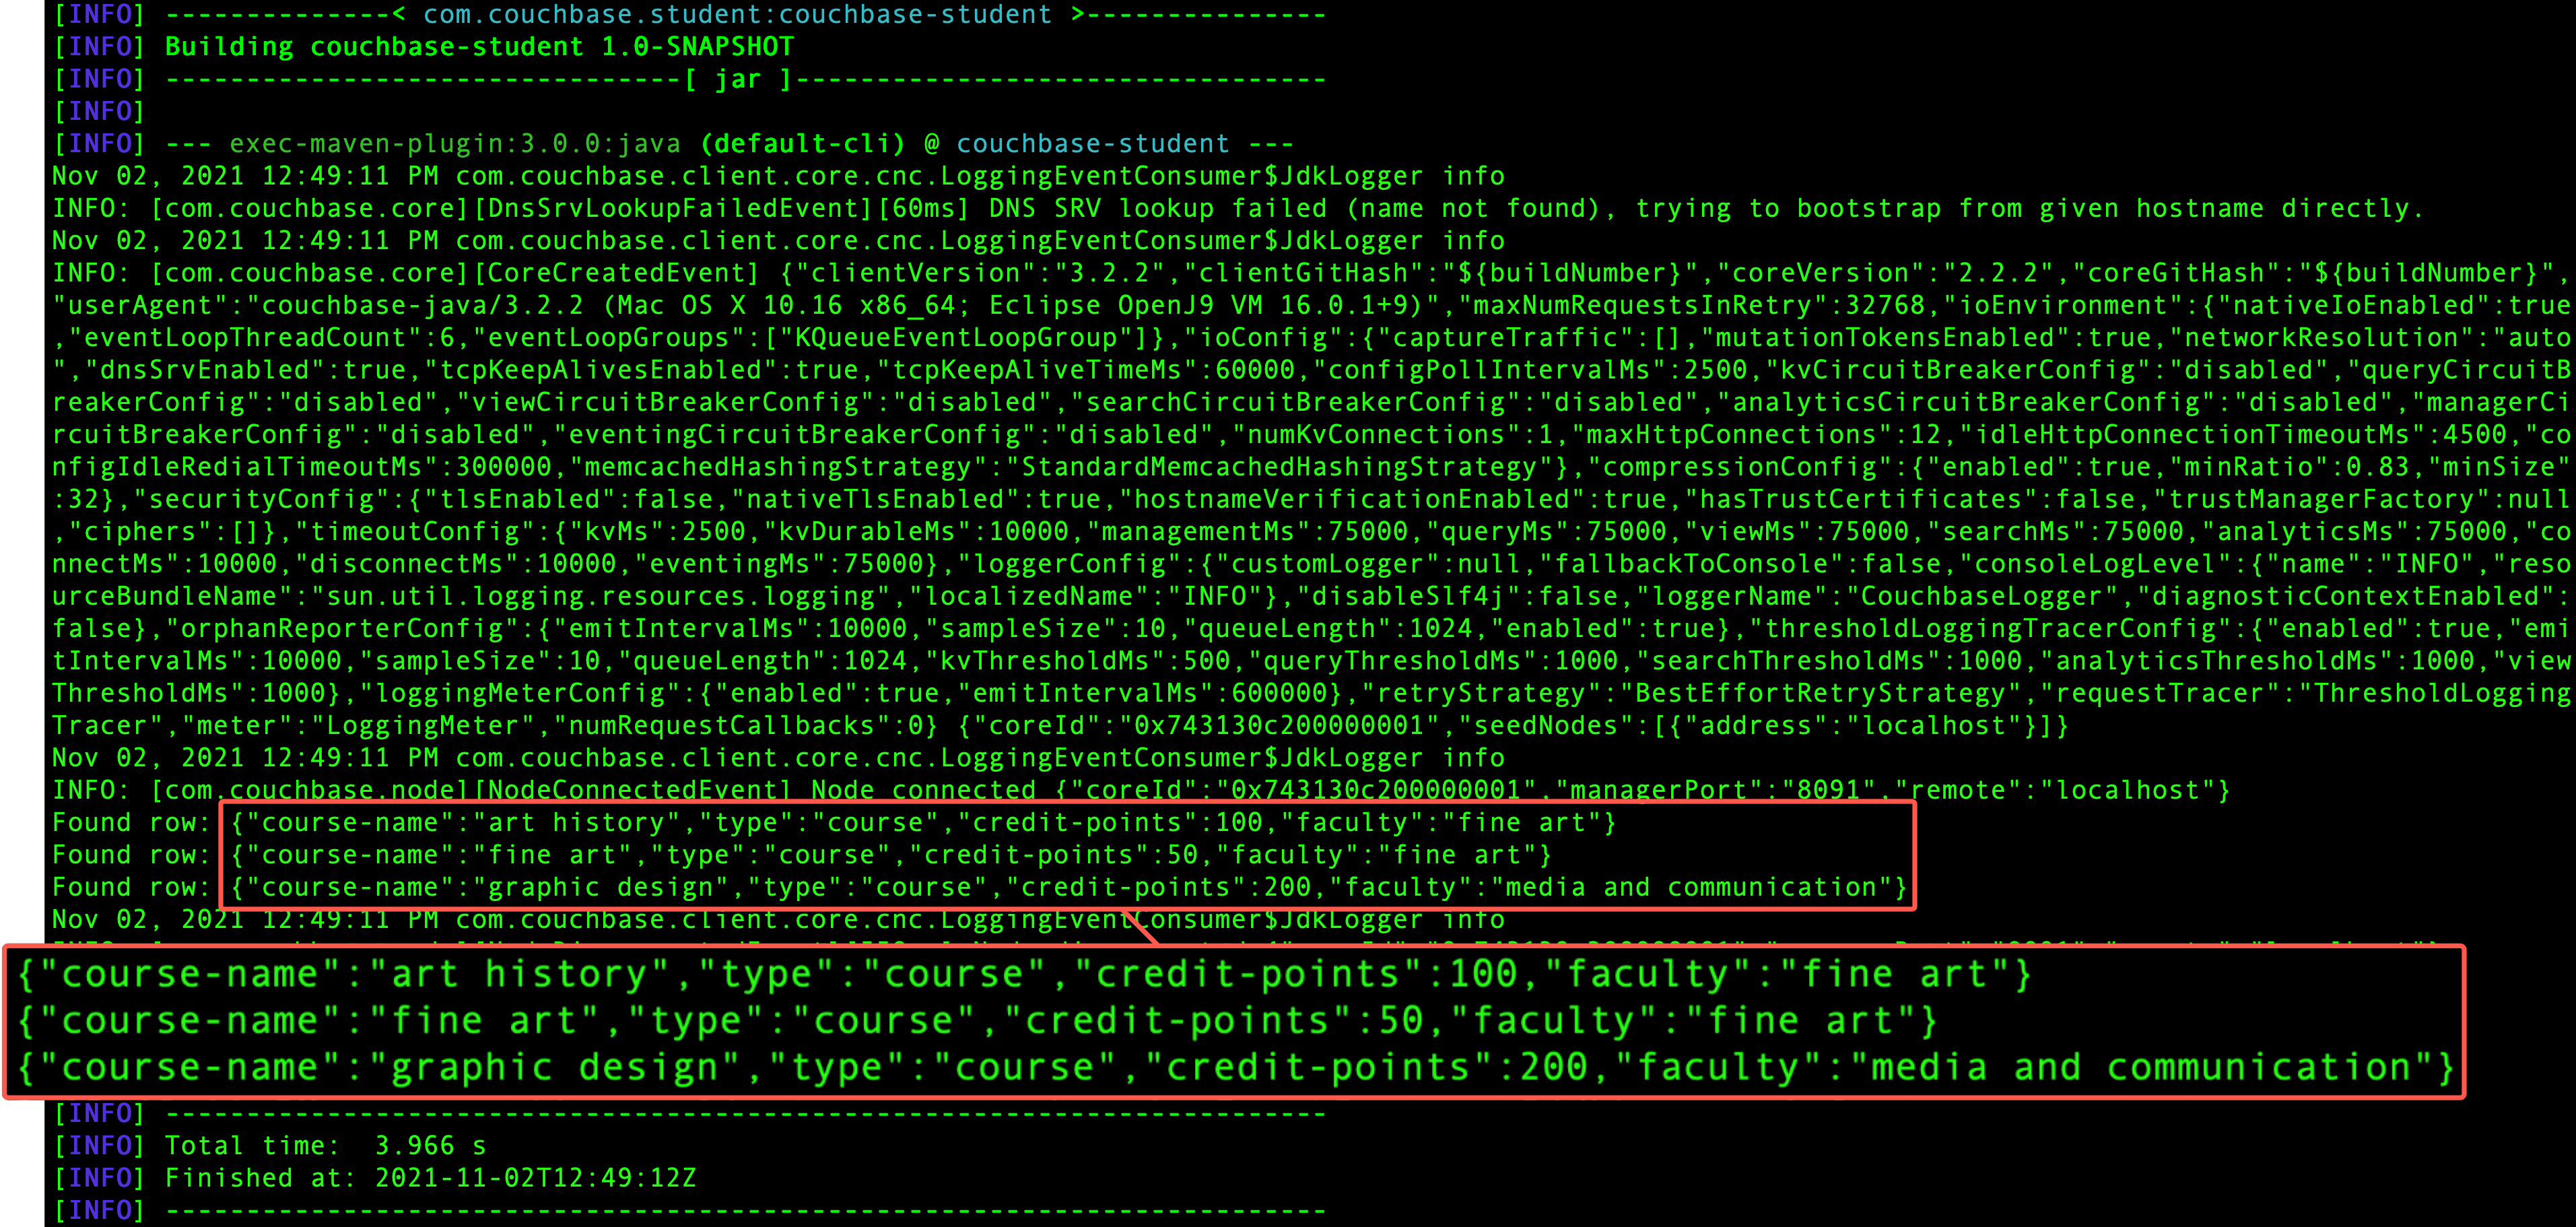 [INFO] --------------< com.couchbase.student:couchbase-student >---------------
[INFO] Building couchbase-student 1.0-SNAPSHOT
[INFO] --------------------------------[ jar ]---------------------------------
[INFO]
[INFO] --- exec-maven-plugin:3.0.0:java (default-cli) @ couchbase-student ---
Nov 02, 2021 12:49:11 PM com.couchbase.client.core.cnc.LoggingEventConsumer$JdkLogger info
INFO: [com.couchbase.core][DnsSrvLookupFailedEvent][60ms] DNS SRV lookup failed (name not found), trying to bootstrap from given hostname directly.
Nov 02, 2021 12:49:11 PM com.couchbase.client.core.cnc.LoggingEventConsumer$JdkLogger info
INFO: [com.couchbase.core][CoreCreatedEvent] {"clientVersion":"3.2.2","clientGitHash":"${buildNumber}","coreVersion":"2.2.2","coreGitHash":"${buildNumber}",
"userAgent":"couchbase-java/3.2.2 (Mac OS X 10.16 x86_64; Eclipse OpenJ9 VM 16.0.1+9)","maxNumRequestsInRetry":32768,"ioEnvironment":{"nativeIoEnabled":true
,"eventLoopThreadCount":6,"eventLoopGroups":["KQueueEventLoopGroup"]},"ioConfig":{"captureTraffic":[],"mutationTokensEnabled":true,"networkResolution":"auto
","dnsSrvEnabled":true,"tcpKeepAlivesEnabled":true,"tcpKeepAliveTimeMs":60000,"configPollIntervalMs":2500,"kvCircuitBreakerConfig":"disabled","queryCircuitB
reakerConfig":"disabled","viewCircuitBreakerConfig":"disabled","searchCircuitBreakerConfig":"disabled","analyticsCircuitBreakerConfig":"disabled","managerCi
rcuitBreakerConfig":"disabled","eventingCircuitBreakerConfig":"disabled","numKvConnections":1,"maxHttpConnections":12,"idleHttpConnectionTimeoutMs":4500,"co
nfigIdleRedialTimeoutMs":300000,"memcachedHashingStrategy":"StandardMemcachedHashingStrategy"},"compressionConfig":{"enabled":true,"minRatio":0.83,"minSize"
:32},"securityConfig":{"tlsEnabled":false,"nativeTlsEnabled":true,"hostnameVerificationEnabled":true,"hasTrustCertificates":false,"trustManagerFactory":null
,"ciphers":[]},"timeoutConfig":{"kvMs":2500,"kvDurableMs":10000,"managementMs":75000,"queryMs":75000,"viewMs":75000,"searchMs":75000,"analyticsMs":75000,"co
nnectMs":10000,"disconnectMs":10000,"eventingMs":75000},"loggerConfig":{"customLogger":null,"fallbackToConsole":false,"consoleLogLevel":{"name":"INFO","reso
urceBundleName":"sun.util.logging.resources.logging","localizedName":"INFO"},"disableSlf4j":false,"loggerName":"CouchbaseLogger","diagnosticContextEnabled":
false},"orphanReporterConfig":{"emitIntervalMs":10000,"sampleSize":10,"queueLength":1024,"enabled":true},"thresholdLoggingTracerConfig":{"enabled":true,"emi
tIntervalMs":10000,"sampleSize":10,"queueLength":1024,"kvThresholdMs":500,"queryThresholdMs":1000,"searchThresholdMs":1000,"analyticsThresholdMs":1000,"view
ThresholdMs":1000},"loggingMeterConfig":{"enabled":true,"emitIntervalMs":600000},"retryStrategy":"BestEffortRetryStrategy","requestTracer":"ThresholdLogging
Tracer","meter":"LoggingMeter","numRequestCallbacks":0} {"coreId":"0x743130c200000001","seedNodes":[{"address":"localhost"}]}
Nov 02, 2021 12:49:11 PM com.couchbase.client.core.cnc.LoggingEventConsumer$JdkLogger info
INFO: [com.couchbase.node][NodeConnectedEvent] Node connected {"coreId":"0x743130c200000001","managerPort":"8091","remote":"localhost"}
Found row: {"course-name":"art history","type":"course","credit-points":100,"faculty":"fine art"}
Found row: {"course-name":"fine art","type":"course","credit-points":50,"faculty":"fine art"}
Found row: {"course-name":"graphic design","type":"course","credit-points":200,"faculty":"media and communication"}
Nov 02, 2021 12:49:11 PM com.couchbase.client.core.cnc.LoggingEventConsumer$JdkLogger info
{"course-name":"art history","type":"course","credit-points":100,"faculty":"fine art"}
{"course-name":"fine art","type":"course","credit-points":50,"faculty":"fine art"}
{"course-name":"graphic design","type":"course","credit-points":200,"faculty":"media and communication"}
[INFO] ------------------------------------------------------------------------
[INFO] Total time:  3.966 s
[INFO] Finished at: 2021-11-02T12:49:12Z
[INFO] ------------------------------------------------------------------------